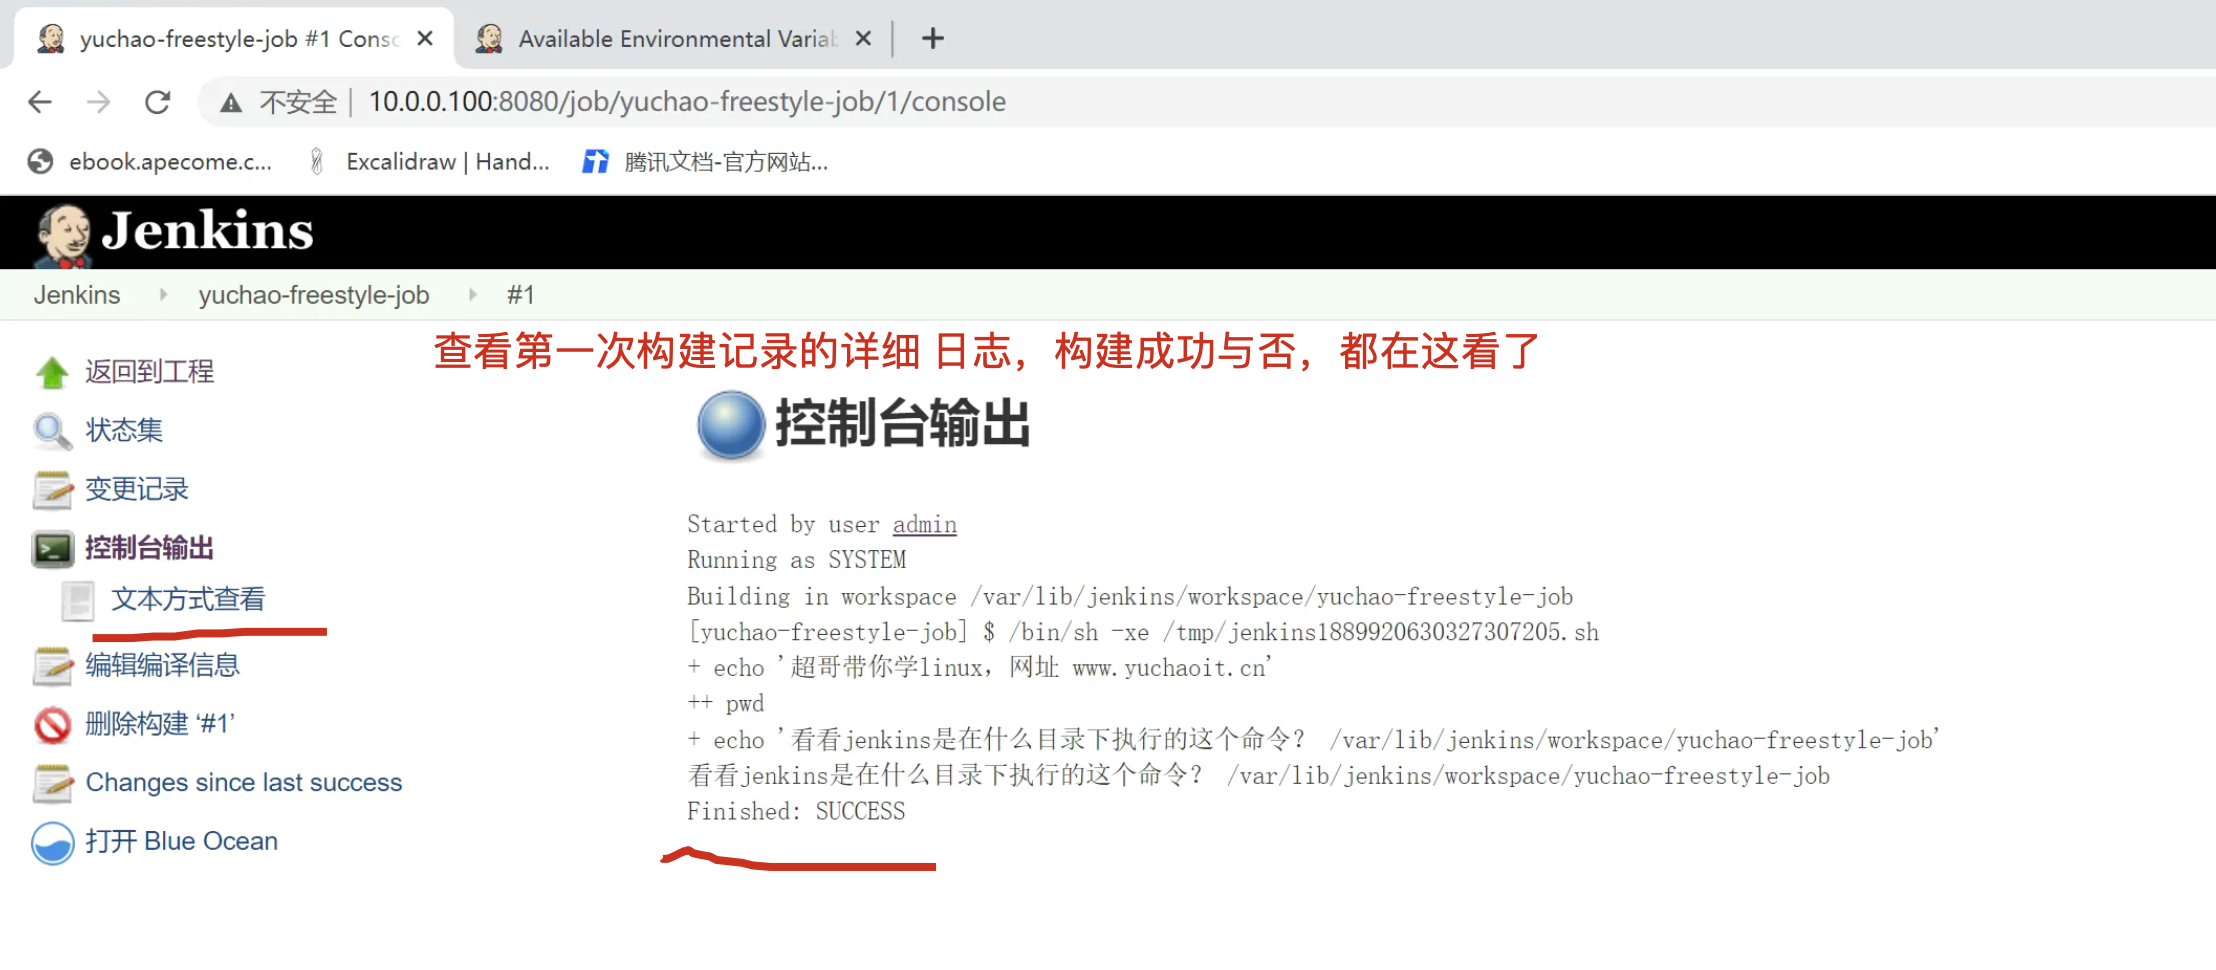 yuchao-freestyle-job #1 Conso
Available Environmental Variab
不安全 | 10.0.0.100:8080/job/yuchao-freestyle-job/1/console
ebook.apecome.c...
Excalidraw | Hand...
腾讯文档-官方网站...
Jenkins
Jenkins
yuchao-freestyle-job
#1
查看第一次构建记录的详细 日志，构建成功与否，都在这看了
返回到工程
状态集
变更记录
控制台输出
文本方式查看
编辑编译信息
删除构建 ‘#1’
Changes since last success
打开 Blue Ocean
控制台输出
Started by user admin
Running as SYSTEM
Building in workspace /var/lib/jenkins/workspace/yuchao-freestyle-job
[yuchao-freestyle-job] $ /bin/sh -xe /tmp/jenkins1889920630327307205.sh
+ echo '超哥带你学linux，网址 www.yuchaoit.cn'
++ pwd
+ echo '看看jenkins是在什么目录下执行的这个命令？ /var/lib/jenkins/workspace/yuchao-freestyle-job'
看看jenkins是在什么目录下执行的这个命令？ /var/lib/jenkins/workspace/yuchao-freestyle-job
Finished: SUCCESS